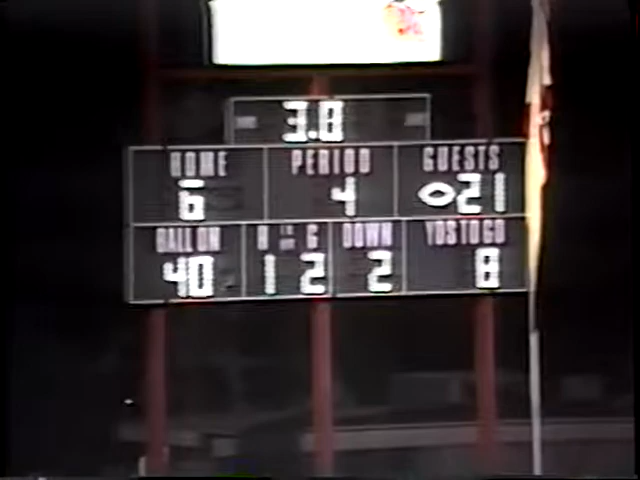 3.8
HOME PERIOD GUESTS
6 4 21
BALL ON H G DOWN YDS TO GO
40 1 2 2 8